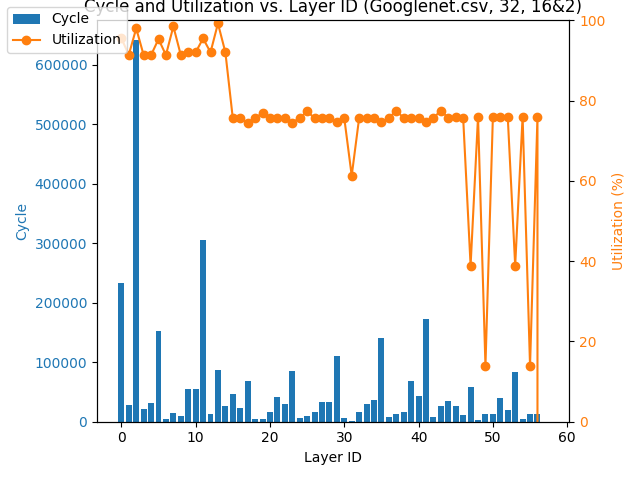 Cycle and Utilization vs. Layer ID (Googlenet.csv, 32, 16&2)
Cycle
Utilization
600000
500000
400000
300000
200000
100000
0
Cycle
100
80
60
40
20
0
Utilization (%)
0 10 20 30 40 50 60
Layer ID